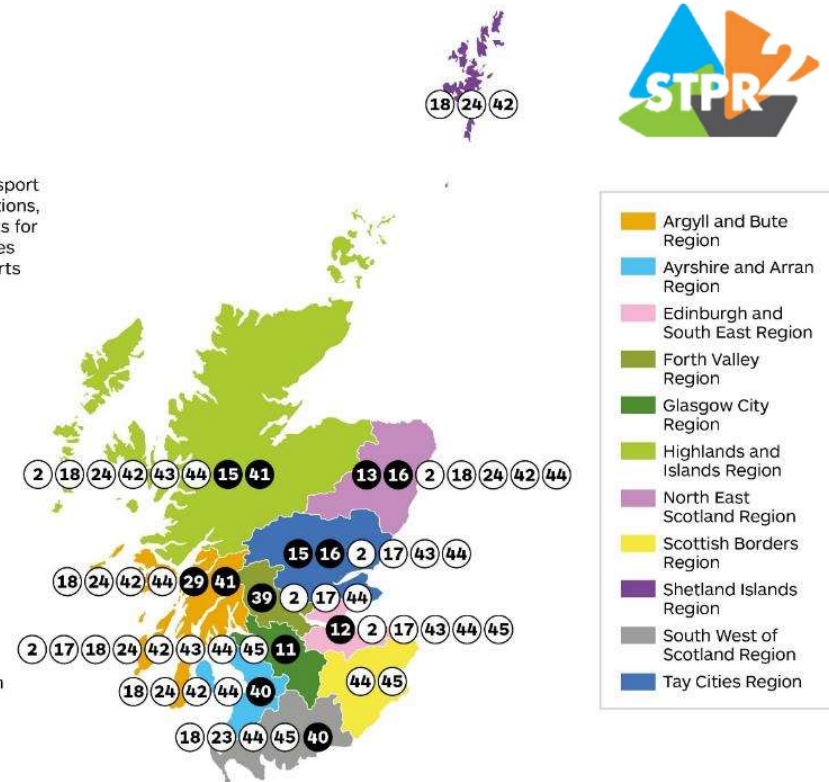 STPR2
18 24 42
sport
tions,
s for
es
rts
Argyll and Bute
Region
Ayrshire and Arran
Region
Edinburgh and
South East Region
Forth Valley
Region
Glasgow City
Region
Highlands and
Islands Region
North East
Scotland Region
Scottish Borders
Region
Shetland Islands
Region
South West of
Scotland Region
Tay Cities Region
2 18 24 42 43 44 15 41
13 16 2 18 24 42 44
15 16 2 17 43 44
18 24 42 44 29 41
39 2 17 44
12 2 17 43 44 45
2 17 18 24 42 43 44 45 11
44 45
18 24 42 44 40
18 23 44 45 40